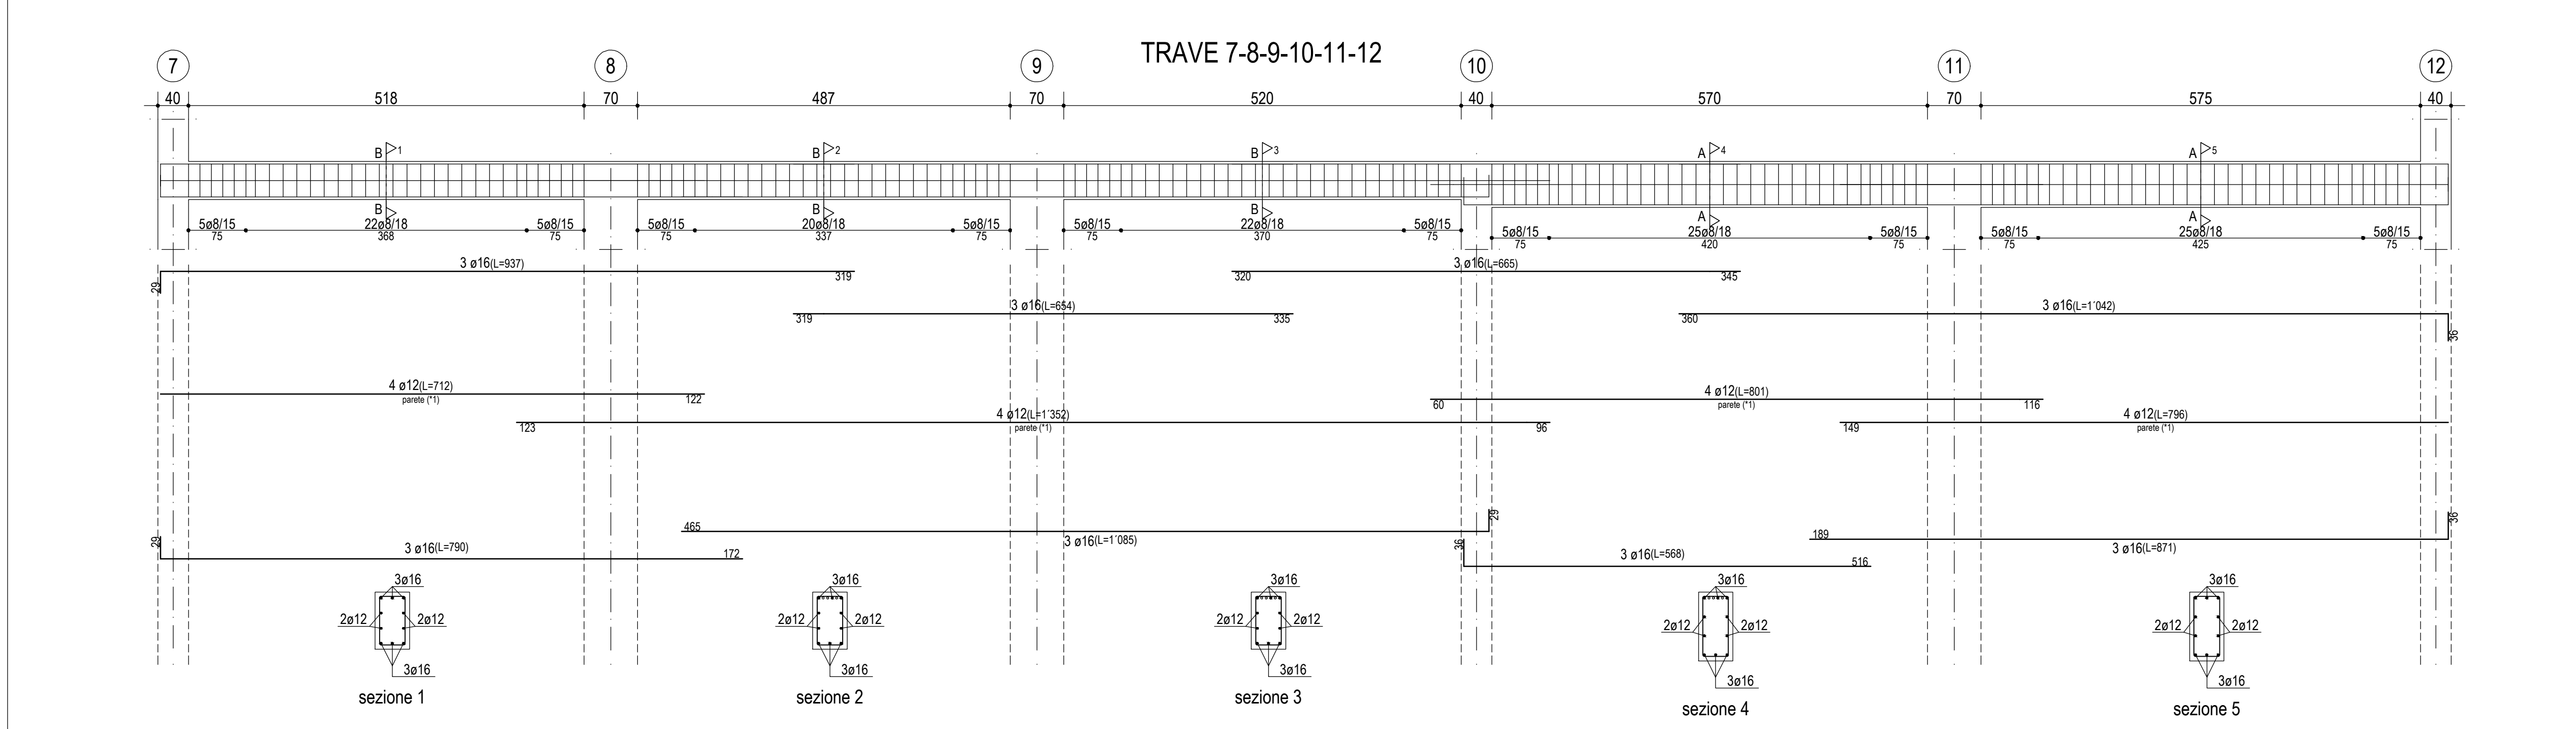 TRAVE 7-8-9-10-11-12
7 8 9 10 11 12
40 518 70 487 70 520 40 570 70 575 40
B 1 B 2 B 3 A 4 A 5
B B B A A
5ø8/15 22ø8/18 5ø8/15 5ø8/15 20ø8/18 5ø8/15 5ø8/15 22ø8/18 5ø8/15 5ø8/15 25ø8/18 5ø8/15 5ø8/15 25ø8/18 5ø8/15
75 368 75 75 337 75 75 370 75 75 420 75 75 425 75
3 ø16(L=937) 3 ø16(L=665)
29 319 320 345
3 ø16(L=654) 3 ø16(L=1´042)
319 335 360 36
4 ø12(L=712) 4 ø12(L=801)
parete (*1) 122 60 parete (*1) 116
4 ø12(L=1´352) 4 ø12(L=796)
123 parete (*1) 96 149 parete (*1)
465 29 189 36
3 ø16(L=1´085) 3 ø16(L=871)
29 3 ø16(L=790) 172 36 3 ø16(L=568) 516
3ø16 3ø16 3ø16 3ø16 3ø16
2ø12 2ø12 2ø12 2ø12 2ø12 2ø12 2ø12 2ø12 2ø12 2ø12
3ø16 3ø16 3ø16 3ø16 3ø16
sezione 1 sezione 2 sezione 3 sezione 4 sezione 5